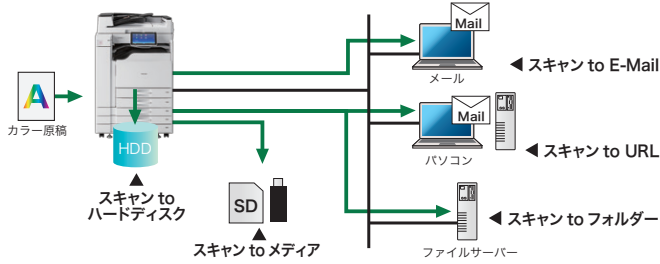 Mail
メール
◀ スキャン to E-Mail
A
カラー原稿
HDD
Mail
パソコン
◀ スキャン to URL
▲
スキャン to
ハードディスク
SD
▲
スキャン to メディア
◀ スキャン to フォルダー
ファイルサーバー